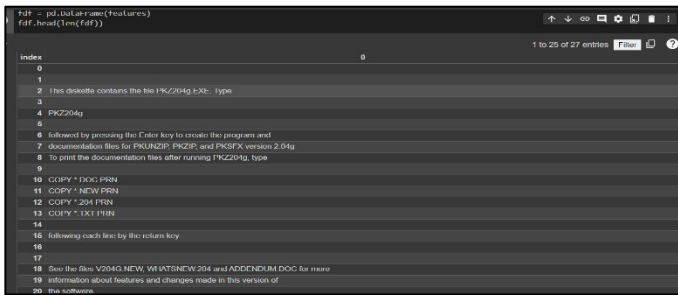 fdf = pd.DataFrame(features)
fdf.head(len(fdf))
1 to 25 of 27 entries Filter
index 0
0
1
2 This diskette contains the file PKZ204g.EXE. Type
3
4 PKZ204g
5
6 followed by pressing the Enter key to create the program and
7 documentation files for PKUNZIP, PKZIP, and PKSFX version 2.04g
8 To print the documentation files after running PKZ204g, type
9
10 COPY *.DOC PRN
11 COPY *.NEW PRN
12 COPY *.204 PRN
13 COPY *.TXT PRN
14
15 following each line by the return key
16
17
18 See the files V204G.NEW, WHATSNEW.204 and ADDENDUM.DOC for more
19 information about features and changes made in this version of
20 the software.